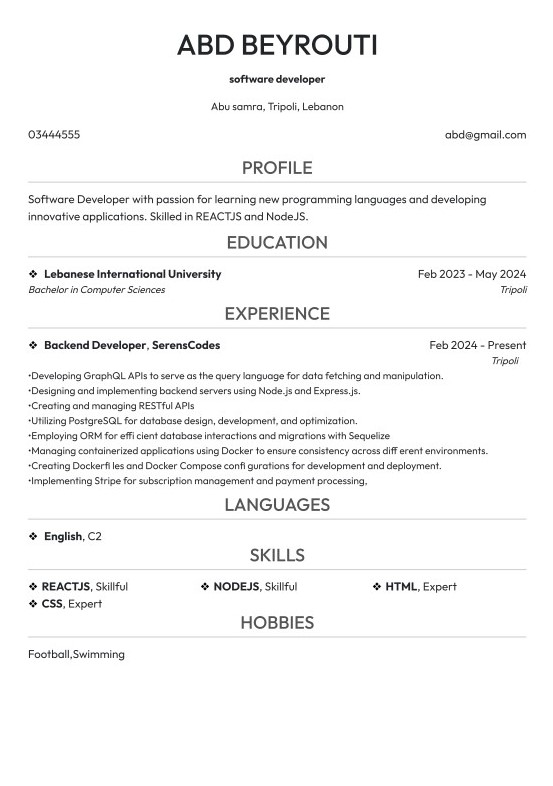 ABD BEYROUTI
software developer
Abu samra, Tripoli, Lebanon
03444555 abd@gmail.com
PROFILE
Software Developer with passion for learning new programming languages and developing
innovative applications. Skilled in REACTJS and NodeJS.
EDUCATION
❖ Lebanese International University Feb 2023 - May 2024
Bachelor in Computer Sciences Tripoli
EXPERIENCE
❖ Backend Developer, SerensCodes Feb 2024 - Present
Tripoli
•Developing GraphQL APIs to serve as the query language for data fetching and manipulation.
•Designing and implementing backend servers using Node.js and Express.js.
•Creating and managing RESTful APIs
•Utilizing PostgreSQL for database design, development, and optimization.
•Employing ORM for effi cient database interactions and migrations with Sequelize
•Managing containerized applications using Docker to ensure consistency across diff erent environments.
•Creating Dockerfi les and Docker Compose confi gurations for development and deployment.
•Implementing Stripe for subscription management and payment processing,
LANGUAGES
❖ English, C2
SKILLS
❖ REACTJS, Skillful ❖ NODEJS, Skillful ❖ HTML, Expert
❖ CSS, Expert
HOBBIES
Football,Swimming